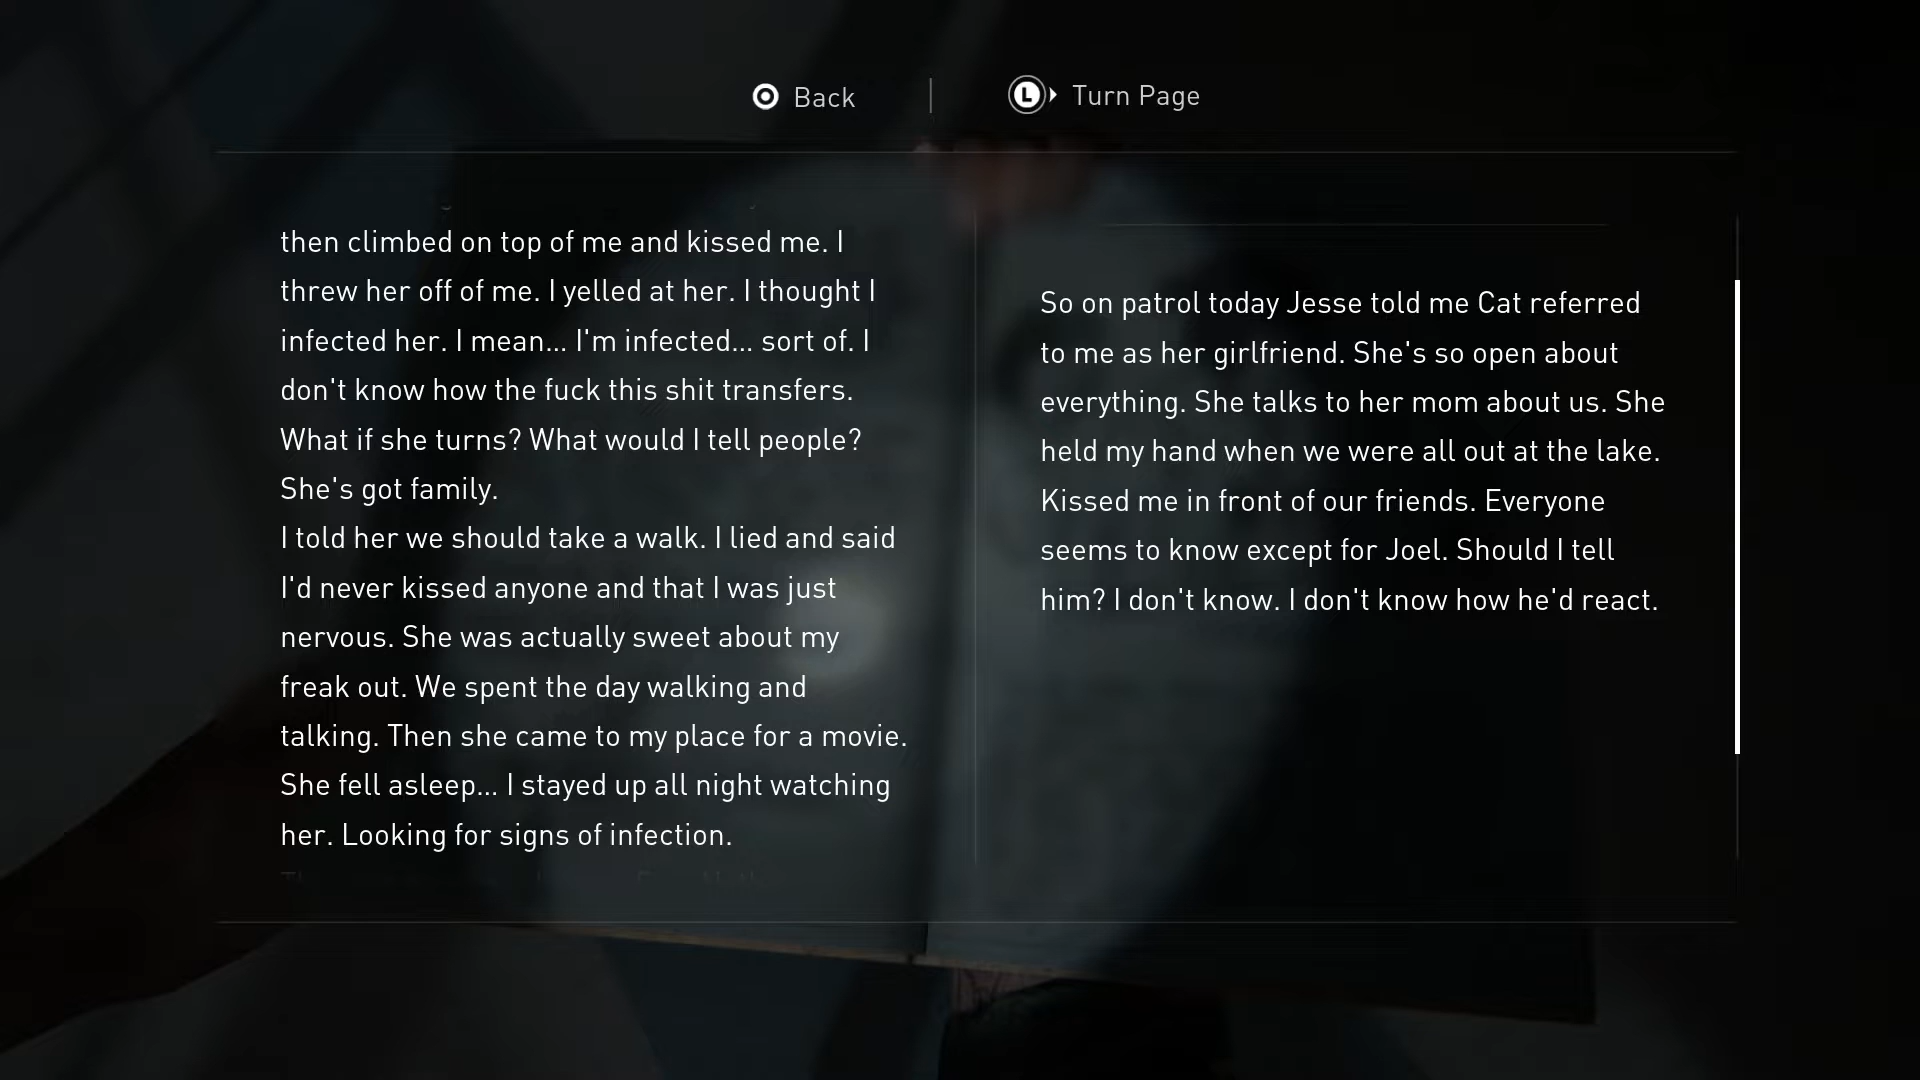 Back
L Turn Page
then climbed on top of me and kissed me. I
threw her off of me. I yelled at her. I thought I
infected her. I mean... I'm infected... sort of. I
don't know how the fuck this shit transfers.
What if she turns? What would I tell people?
She's got family.
I told her we should take a walk. I lied and said
I'd never kissed anyone and that I was just
nervous. She was actually sweet about my
freak out. We spent the day walking and
talking. Then she came to my place for a movie.
She fell asleep... I stayed up all night watching
her. Looking for signs of infection.
So on patrol today Jesse told me Cat referred
to me as her girlfriend. She's so open about
everything. She talks to her mom about us. She
held my hand when we were all out at the lake.
Kissed me in front of our friends. Everyone
seems to know except for Joel. Should I tell
him? I don't know. I don't know how he'd react.